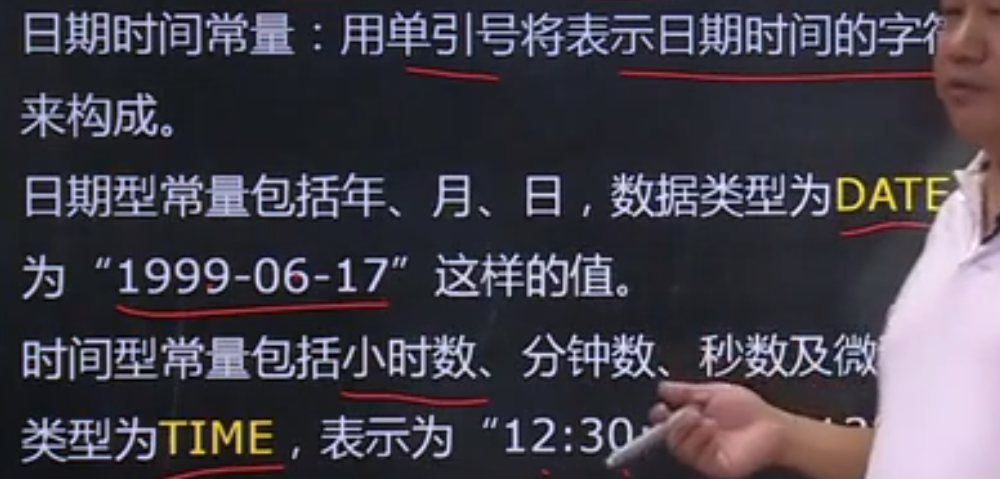 日期时间常量：用单引号将表示日期时间的字
来构成。
日期型常量包括年、月、日，数据类型为DATE
为“1999-06-17”这样的值。
时间型常量包括小时数、分钟数、秒数及微
类型为TIME，表示为“12:30: